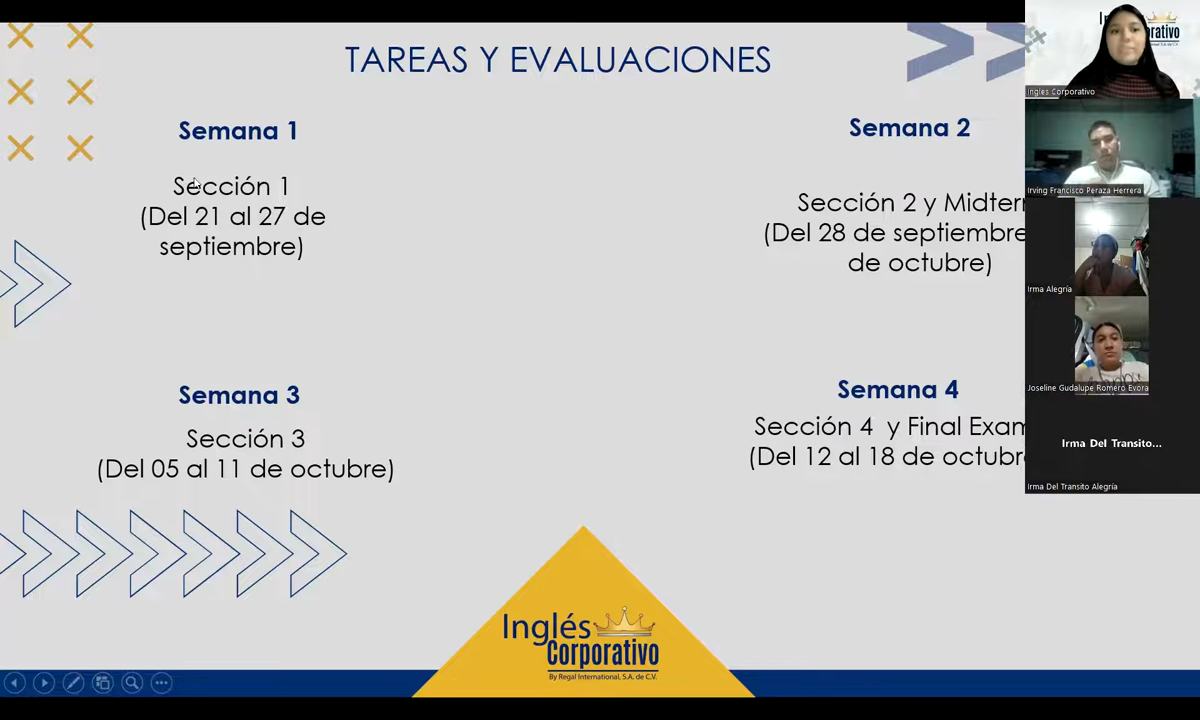 TAREAS Y EVALUACIONES
Semana 1
Sección 1
(Del 21 al 27 de
septiembre)
Semana 2
Sección 2 y Midter
(Del 28 de septiembre
de octubre)
Semana 3
Sección 3
(Del 05 al 11 de octubre)
Semana 4
Sección 4 y Final Exam
(Del 12 al 18 de octubr
Inglés
Corporativo
By Regal International, S.A. de C.V.
Ingles Corporativo
Irving Francisco Peraza Herrera
Irma Alegría
Joseline Gudalupe Romero Evora
Irma Del Transito...
Irma Del Transito Alegría